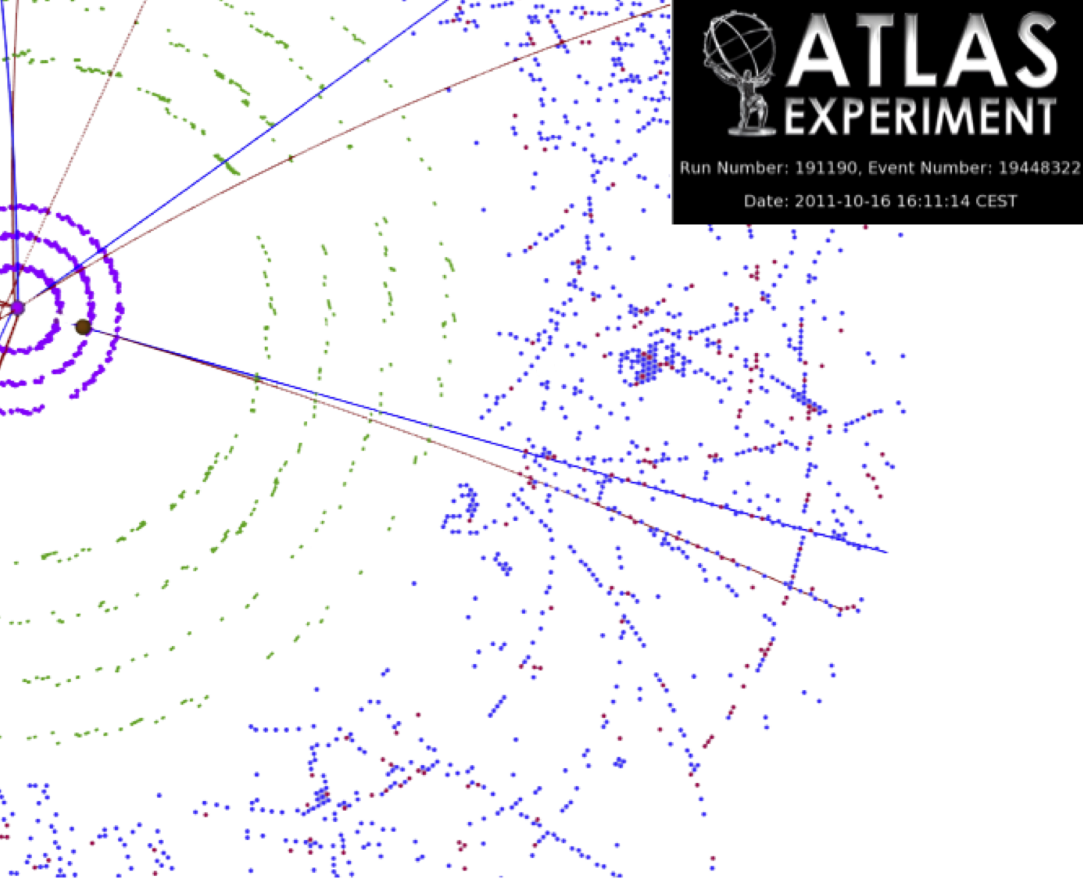 ATLAS
EXPERIMENT
Run Number: 191190, Event Number: 19448322
Date: 2011-10-16 16:11:14 CEST